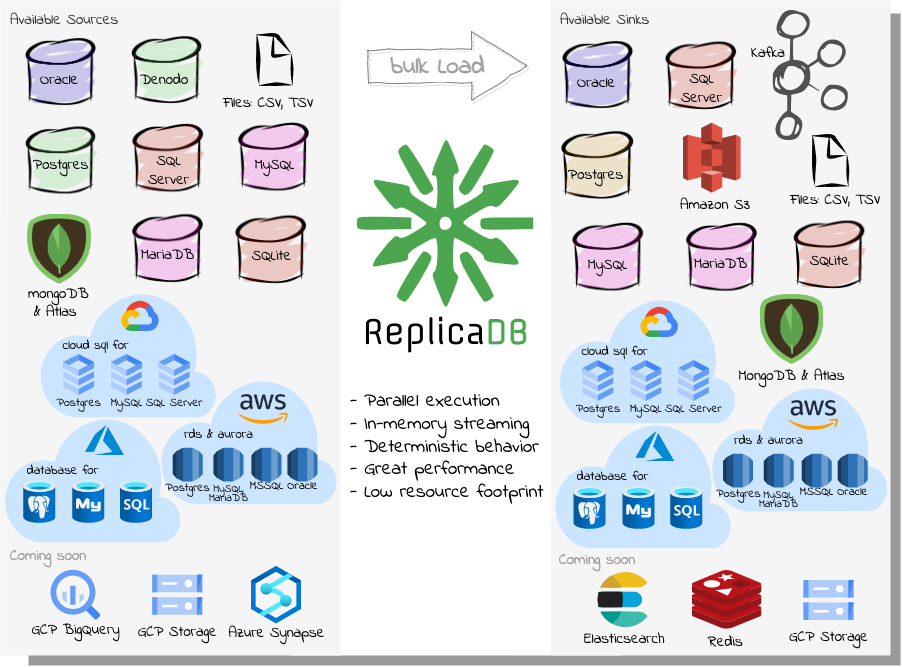 Available Sources
Oracle
Denodo
Files: CSV, TSV
Postgres
SQL
Server
MySQL
mongoDB
& Atlas
MariaDB
SQLite
cloud sql for
Postgres
MySQL
SQL Server
aws
rds & aurora
Postgres
MySQL
MariaDB
MSSQL
Oracle
database for
My
SQL
Coming soon
GCP BigQuery
GCP Storage
Azure Synapse
bulk Load
ReplicaDB
- Parallel execution
- In-memory streaming
- Deterministic behavior
- Great performance
- Low resource footprint
Available Sinks
Oracle
SQL
Server
Kafka
Postgres
Amazon S3
Files: CSV, TSV
MySQL
MariaDB
SQLite
MongoDB & Atlas
cloud sql for
Postgres
MySQL
SQL Server
aws
rds & aurora
Postgres
MySQL
MariaDB
MSSQL
Oracle
database for
My
SQL
Coming soon
Elasticsearch
Redis
GCP Storage